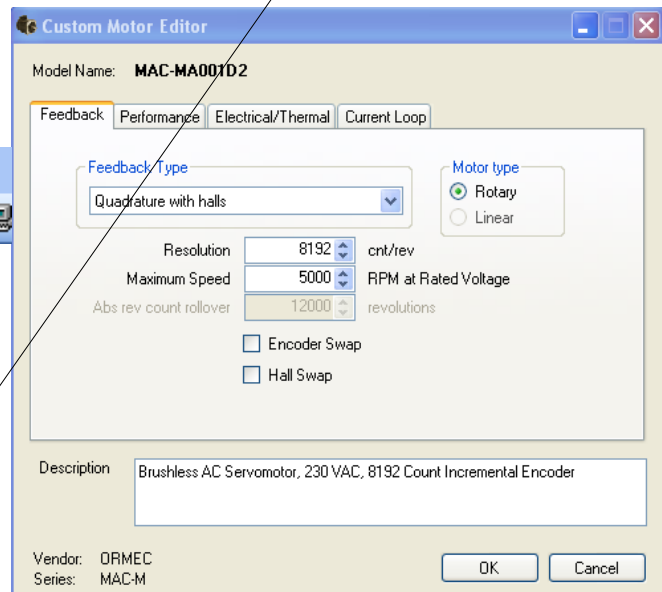 Custom Motor Editor
Model Name: MAC-MA001D2
Feedback Performance Electrical/Thermal Current Loop
Feedback Type
Quadrature with halls
Motor type
Rotary
Linear
Resolution 8192 cnt/rev
Maximum Speed 5000 RPM at Rated Voltage
Abs rev count rollover 12000 revolutions
Encoder Swap
Hall Swap
Description Brushless AC Servomotor, 230 VAC, 8192 Count Incremental Encoder
Vendor: ORMEC
Series: MAC-M
OK Cancel